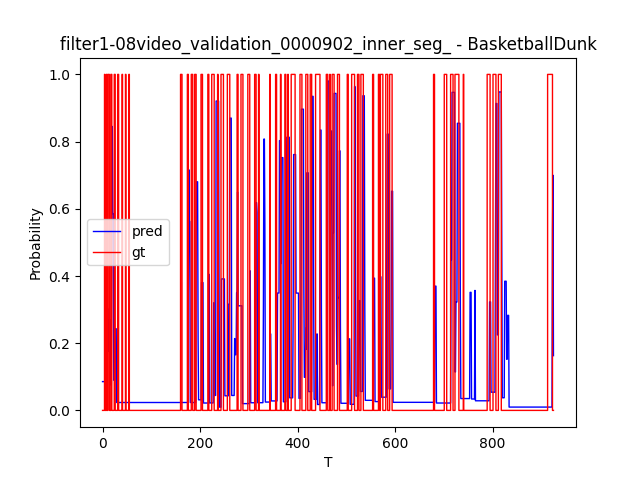 filter1-08video_validation_0000902_inner_seg_ - BasketballDunk
1.0
0.8
0.6
0.4
0.2
0.0
Probability
pred
gt
0
200
400
600
800
T